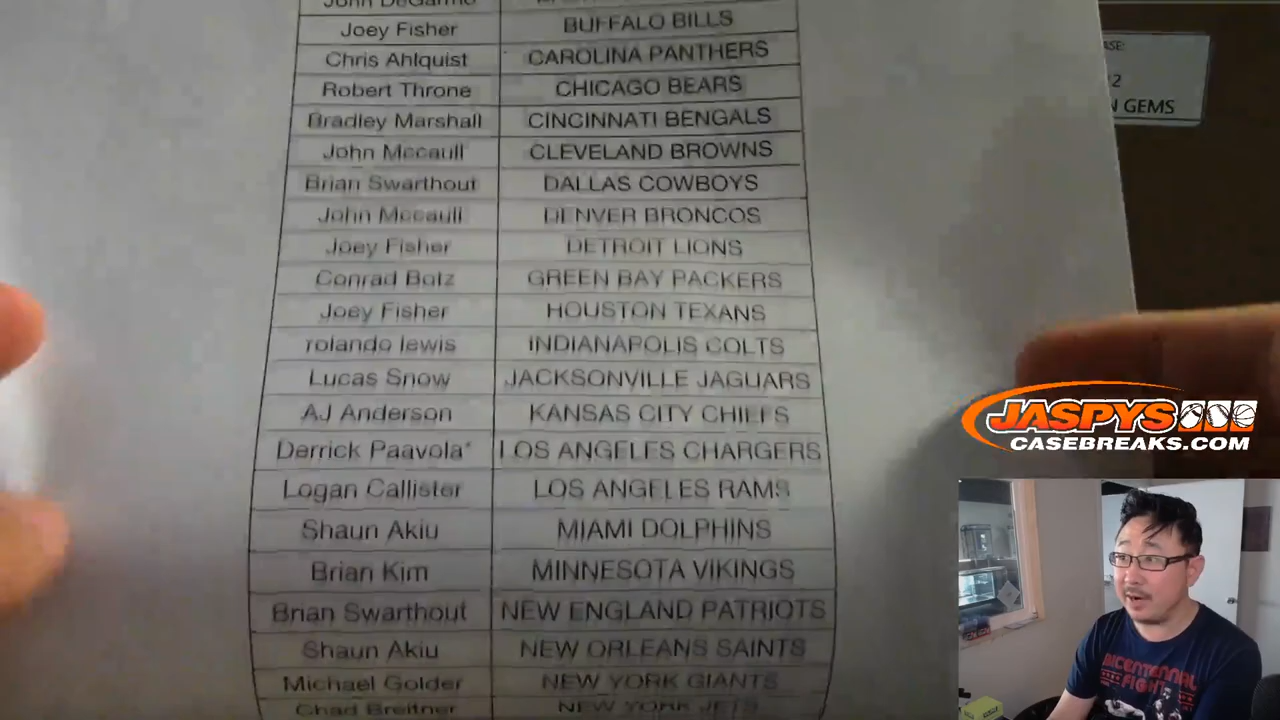 John DeGarmo
Joey Fisher BUFFALO BILLS
Chris Ahlquist CAROLINA PANTHERS
Robert Throne CHICAGO BEARS
Bradley Marshall CINCINNATI BENGALS
John Mccaull CLEVELAND BROWNS
Brian Swarthout DALLAS COWBOYS
John Mccaull DENVER BRONCOS
Joey Fisher DETROIT LIONS
Conrad Botz GREEN BAY PACKERS
Joey Fisher HOUSTON TEXANS
rolando lewis INDIANAPOLIS COLTS
Lucas Snow JACKSONVILLE JAGUARS
AJ Anderson KANSAS CITY CHIEFS
Derrick Paavola* LOS ANGELES CHARGERS
Logan Callister LOS ANGELES RAMS
Shaun Akiu MIAMI DOLPHINS
Brian Kim MINNESOTA VIKINGS
Brian Swarthout NEW ENGLAND PATRIOTS
Shaun Akiu NEW ORLEANS SAINTS
Michael Golder NEW YORK GIANTS
Chad Breitner NEW YORK JETS
GEMS
JASPYS
CASEBREAKS.COM
BICENTENNIAL
FIGHT